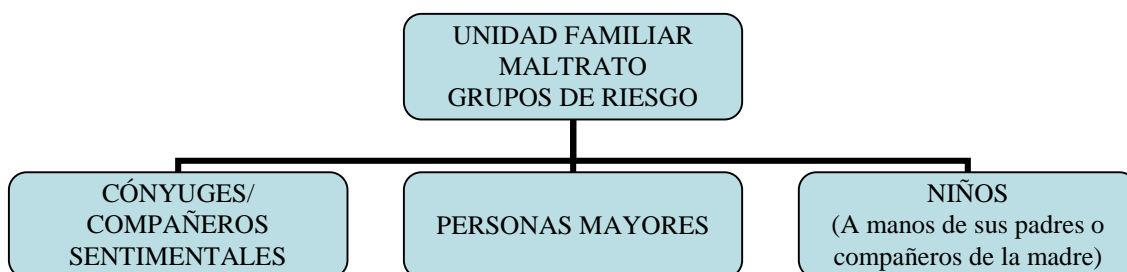 UNIDAD FAMILIAR
MALTRATO
GRUPOS DE RIESGO
CÓNYUGES/
COMPAÑEROS
SENTIMENTALES
PERSONAS MAYORES
NIÑOS
(A manos de sus padres o
compañeros de la madre)